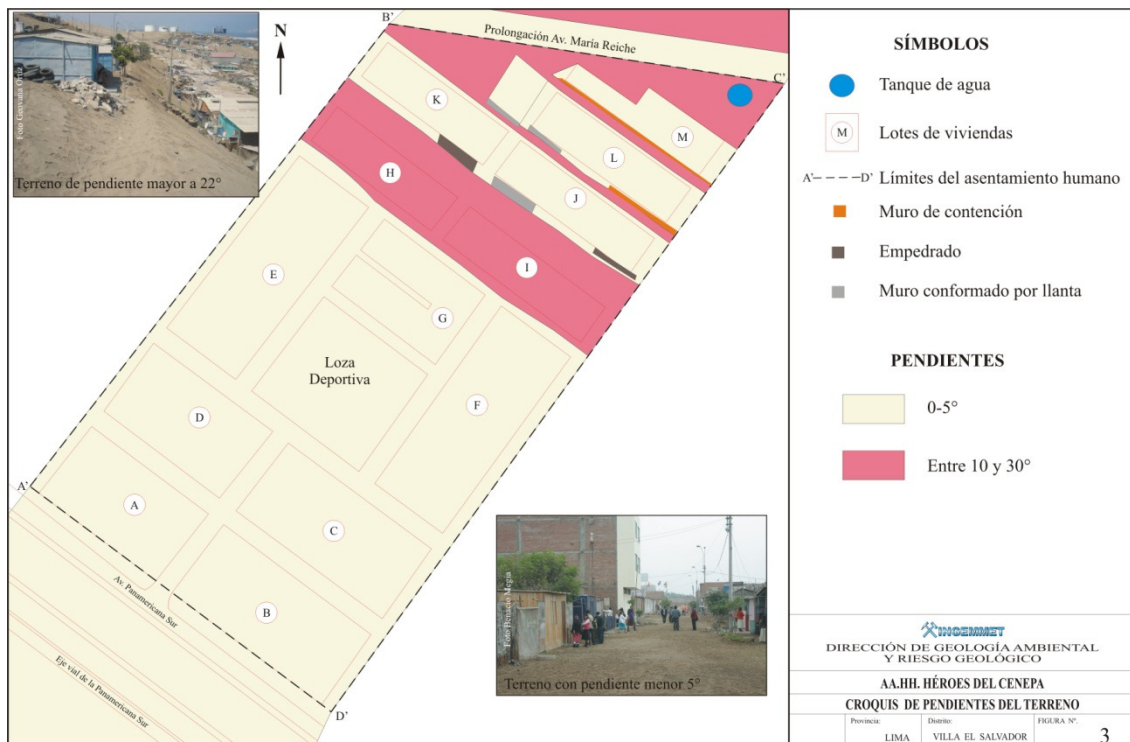 B'
Prolongación Av. María Reiche
C'
N
Terreno de pendiente mayor a 22°
K
M
L
H
J
E
I
G
Loza
Deportiva
F
D
A'
A
C
B
Av. Panamericana Sur
Eje vial de la Panamericana Sur
D'
Terreno con pendiente menor 5°
SÍMBOLOS
Tanque de agua
M
Lotes de viviendas
A' D'
Límites del asentamiento humano
Muro de contención
Empedrado
Muro conformado por llanta
PENDIENTES
0-5°
Entre 10 y 30°
INGEMMET
DIRECCIÓN DE GEOLOGÍA AMBIENTAL
Y RIESGO GEOLÓGICO
AA.HH. HÉROES DEL CENEPA
CROQUIS DE PENDIENTES DEL TERRENO
Provincia:
LIMA
Distrito:
VILLA EL SALVADOR
FIGURA Nº.
3